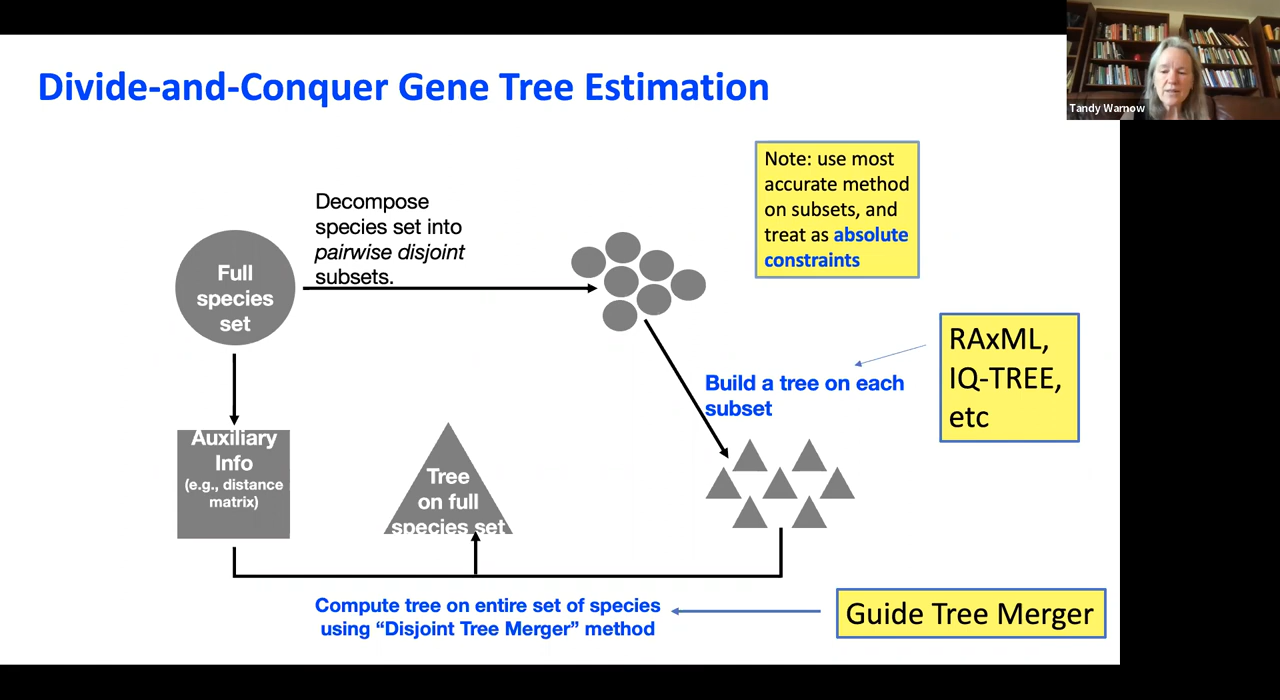 Divide-and-Conquer Gene Tree Estimation
Tandy Warnow
Note: use most
accurate method
on subsets, and
treat as absolute
constraints
Decompose
species set into
pairwise disjoint
subsets.
Full
species
set
RAxML,
IQ-TREE,
etc
Build a tree on each
subset
Auxiliary
Info
(e.g., distance
matrix)
Tree
on full
species set
Compute tree on entire set of species
using “Disjoint Tree Merger” method
Guide Tree Merger